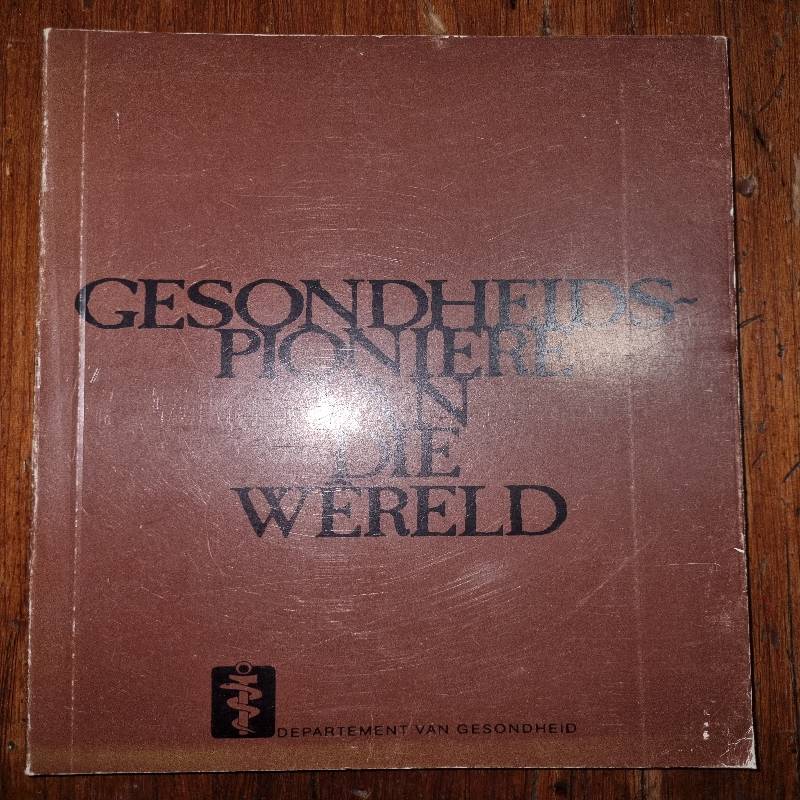 GESONDHEIDS-
PIONIERE
IN
DIE
WÊRELD
DEPARTEMENT VAN GESONDHEID